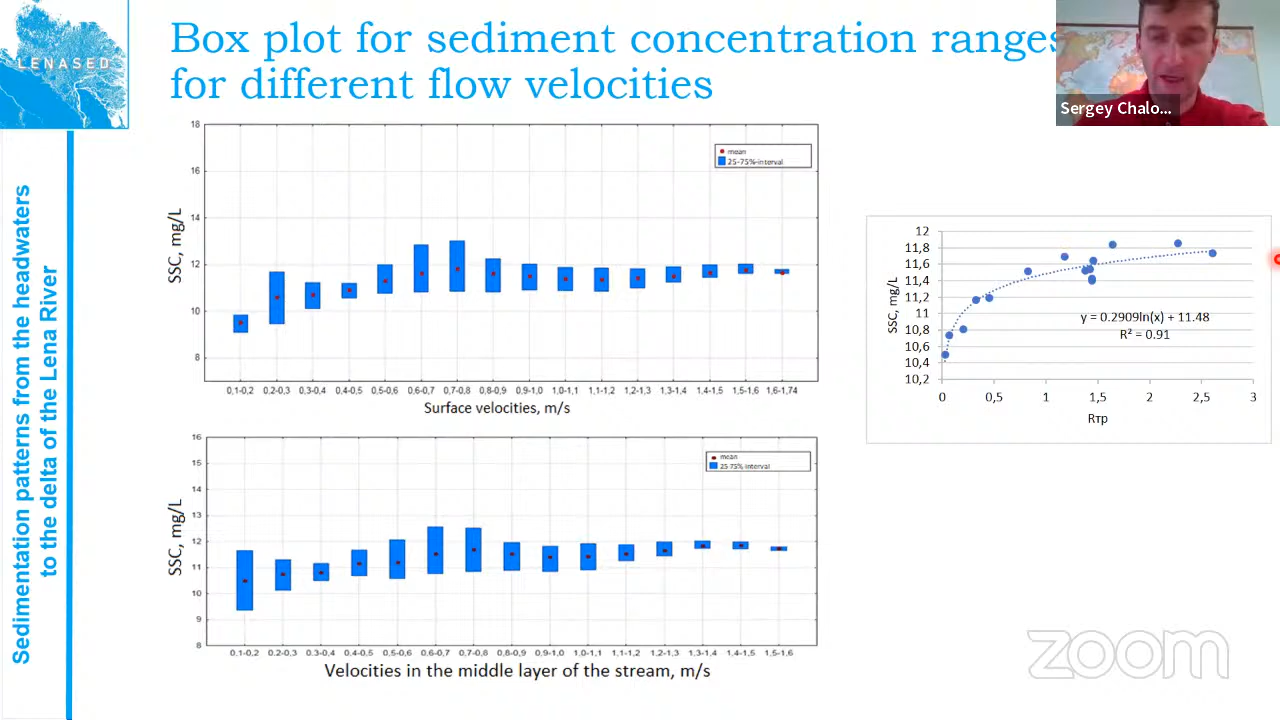 LENASED
Box plot for sediment concentration ranges
for different flow velocities
Sergey Chalo...
Sedimentation patterns from the headwaters
to the delta of the Lena River
18
16
14
12
10
8
SSC, mg/L
mean
25-75%-interval
0,1-0,2 0,2-0,3 0,3-0,4 0,4-0,5 0,5-0,6 0,6-0,7 0,7-0,8 0,8-0,9 0,9-1,0 1,0-1,1 1,1-1,2 1,2-1,3 1,3-1,4 1,4-1,5 1,5-1,6 1,6-1,74
Surface velocities, m/s
16
15
14
13
12
11
10
9
8
SSC, mg/L
mean
25-75% interval
0,1-0,2 0,2-0,3 0,3-0,4 0,4-0,5 0,5-0,6 0,6-0,7 0,7-0,8 0,8-0,9 0,9-1,0 1,0-1,1 1,1-1,2 1,2-1,3 1,3-1,4 1,4-1,5 1,5-1,6
Velocities in the middle layer of the stream, m/s
12
11,8
11,6
11,4
11,2
11
10,8
10,6
10,4
10,2
SSC, mg/L
y = 0.2909ln(x) + 11.48
R² = 0.91
0 0,5 1 1,5 2 2,5 3
Rтр
zoom